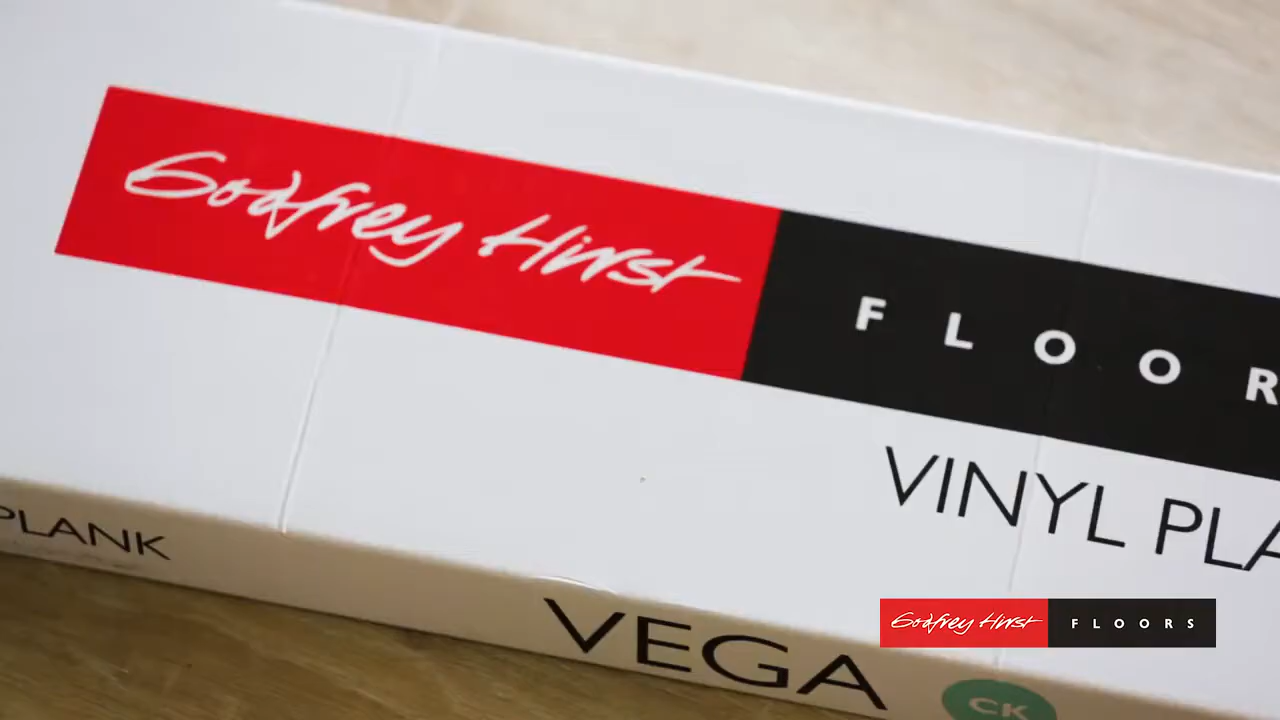 Godfrey Hirst FLOOR
VINYL PLA
PLANK
VEGA CK
Godfrey Hirst FLOORS